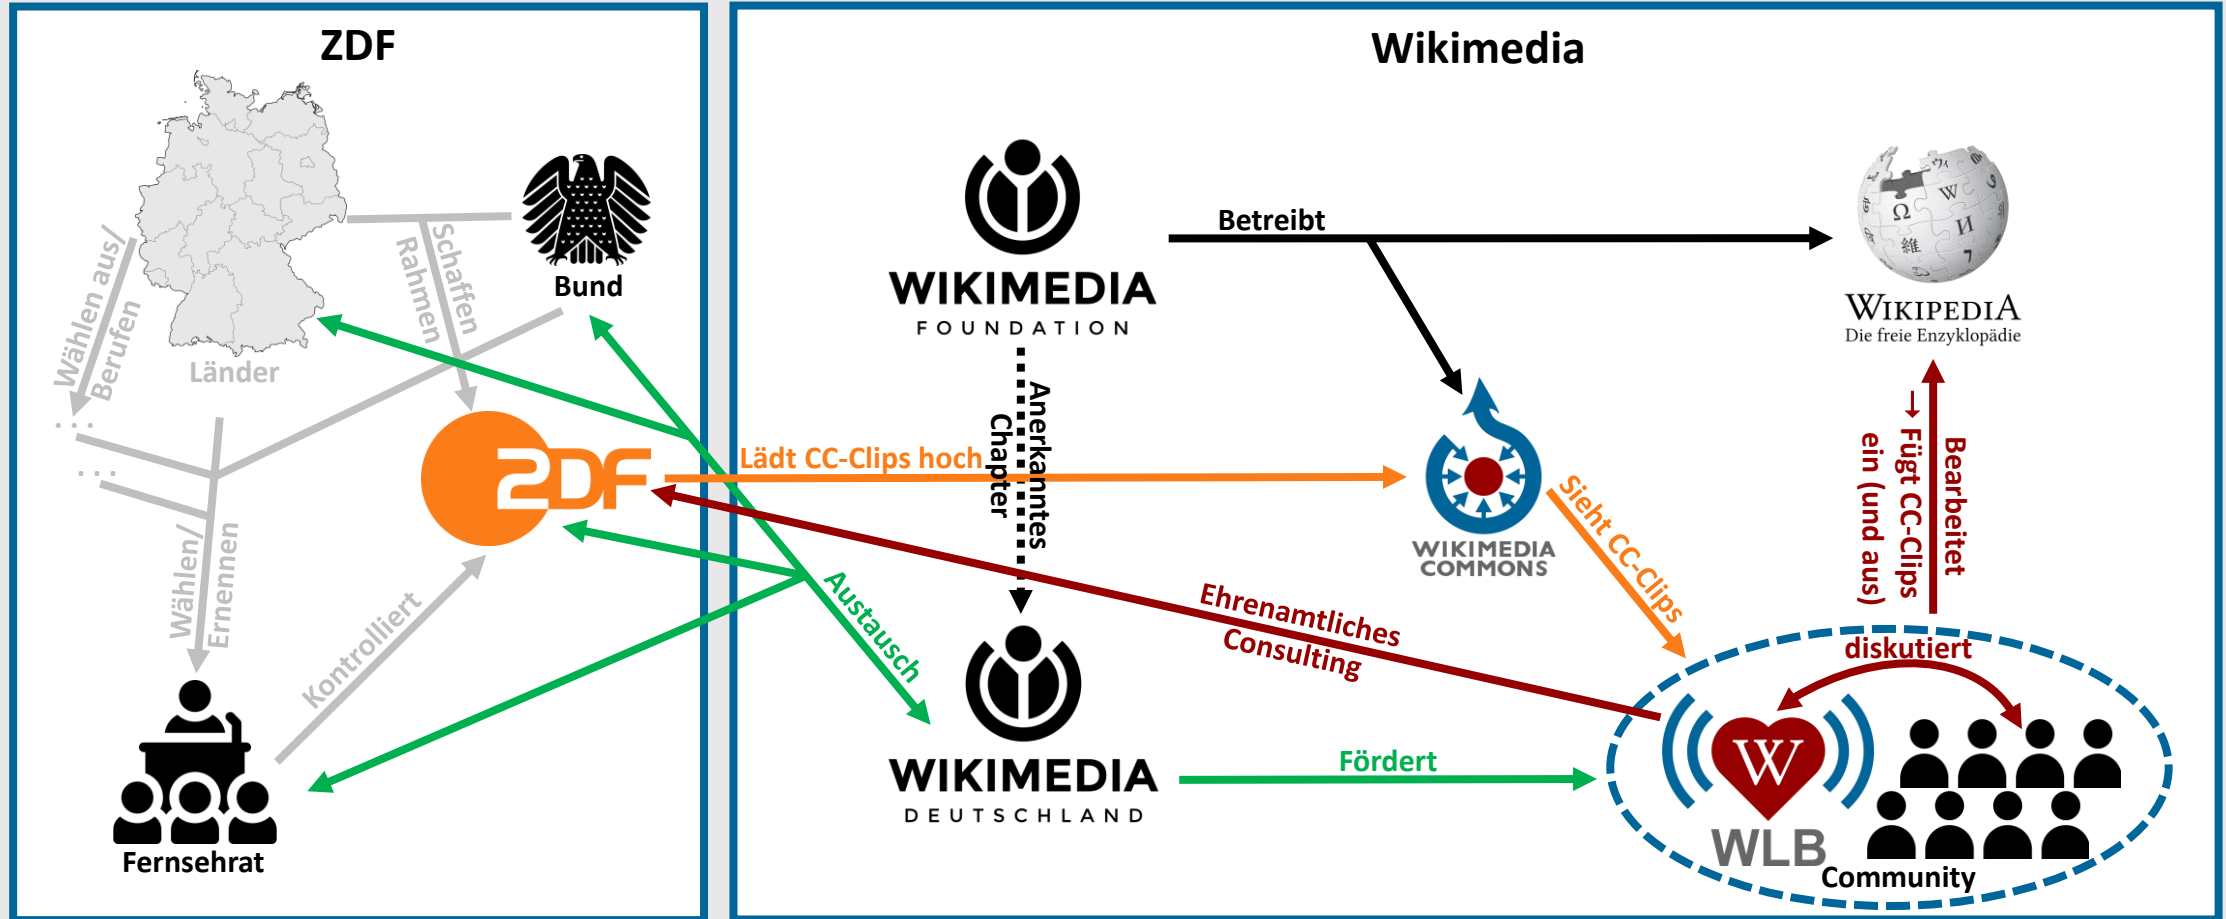 ZDF
Wikimedia
Bund
Länder
Wählen aus/
Berufen
Schaffen
Rahmen
...
...
Wählen/
Ernennen
Kontrolliert
Fernsehrat
ZDF
WIKIMEDIA
FOUNDATION
Betreibt
WIKIPEDIA
Die freie Enzyklopädie
Ω
W
И
維
Anerkanntes
Chapter
Lädt CC-Clips hoch
WIKIMEDIA
COMMONS
Sieht CC-Clips
Bearbeitet
→ Fügt CC-Clips
ein (und aus)
Austausch
Ehrenamtliches
Consulting
WIKIMEDIA
DEUTSCHLAND
Fördert
diskutiert
W
WLB
Community